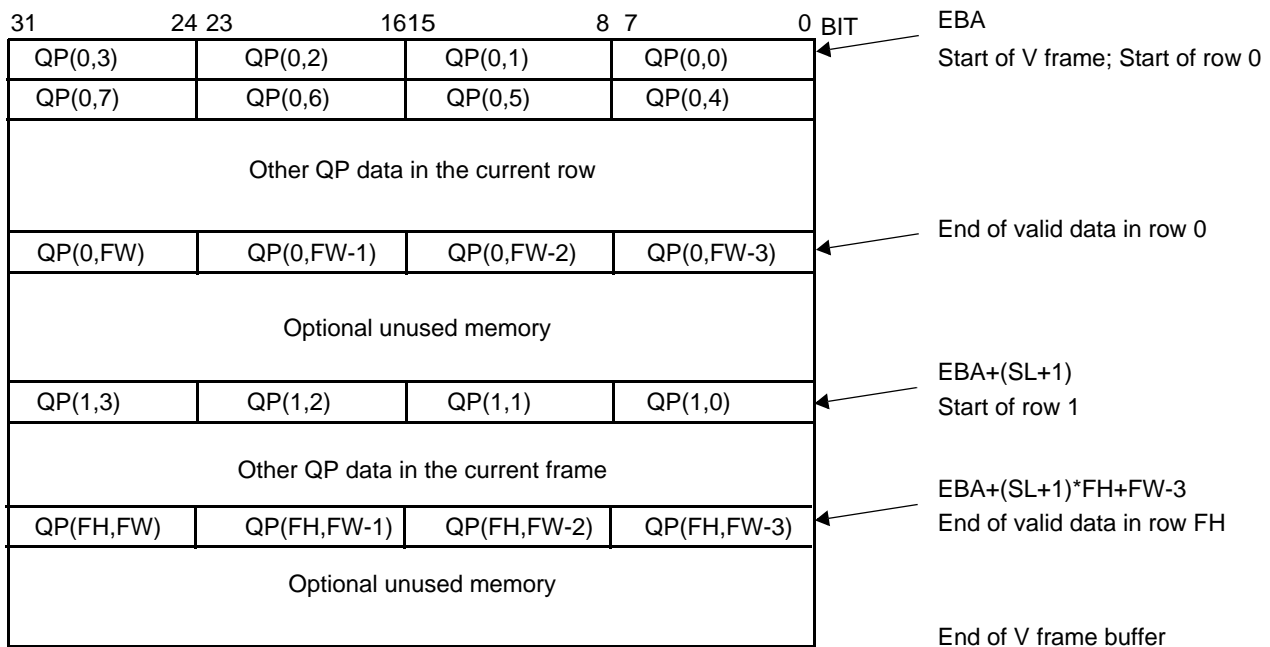 31 24 23 1615 8 7 0 BIT EBA
QP(0,3) QP(0,2) QP(0,1) QP(0,0) Start of V frame; Start of row 0
QP(0,7) QP(0,6) QP(0,5) QP(0,4)
Other QP data in the current row
End of valid data in row 0
QP(0,FW) QP(0,FW-1) QP(0,FW-2) QP(0,FW-3)
Optional unused memory
EBA+(SL+1)
QP(1,3) QP(1,2) QP(1,1) QP(1,0) Start of row 1
Other QP data in the current frame
EBA+(SL+1)*FH+FW-3
QP(FH,FW) QP(FH,FW-1) QP(FH,FW-2) QP(FH,FW-3) End of valid data in row FH
Optional unused memory
End of V frame buffer